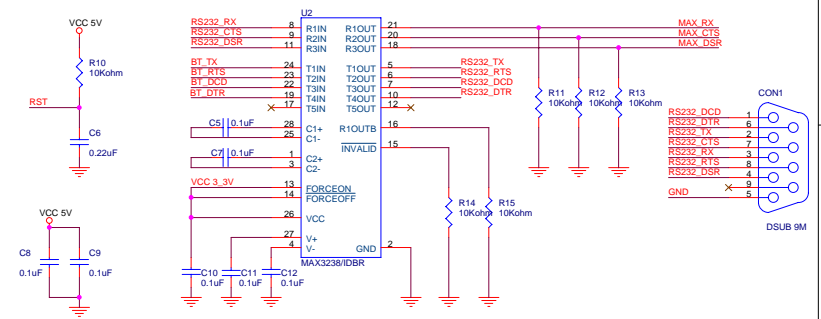 VCC 5V
R10
10Kohm
RST
C6
0.22uF
VCC 5V
C8
0.1uF
C9
0.1uF
U2
RS232_RX 8 R1IN R1OUT 21 MAX_RX
RS232_CTS 9 R2IN R2OUT 20 MAX_CTS
RS232_DSR 11 R3IN R3OUT 18 MAX_DSR
BT_TX 24 T1IN T1OUT 5 RS232_TX
BT_RTS 23 T2IN T2OUT 6 RS232_RTS
BT_DCD 22 T3IN T3OUT 7 RS232_DCD
BT_DTR 19 T4IN T4OUT 10 RS232_DTR
17 T5IN T5OUT 12
C5 0.1uF 28 C1+ R1OUTB 16
25 C1- INVALID 15
C7 0.1uF 1 C2+
3 C2-
VCC 3_3V 13 FORCEON
14 FORCEOFF
26 VCC
27 V+
4 V- GND 2
MAX3238/IDBR
C10
0.1uF
C11
0.1uF
C12
0.1uF
R11
10Kohm
R12
10Kohm
R13
10Kohm
R14
10Kohm
R15
10Kohm
CON1
RS232_DCD 1
RS232_DTR 6
RS232_TX 2
RS232_CTS 7
RS232_RX 3
RS232_RTS 8
RS232_DSR 4
9
GND 5
DSUB 9M